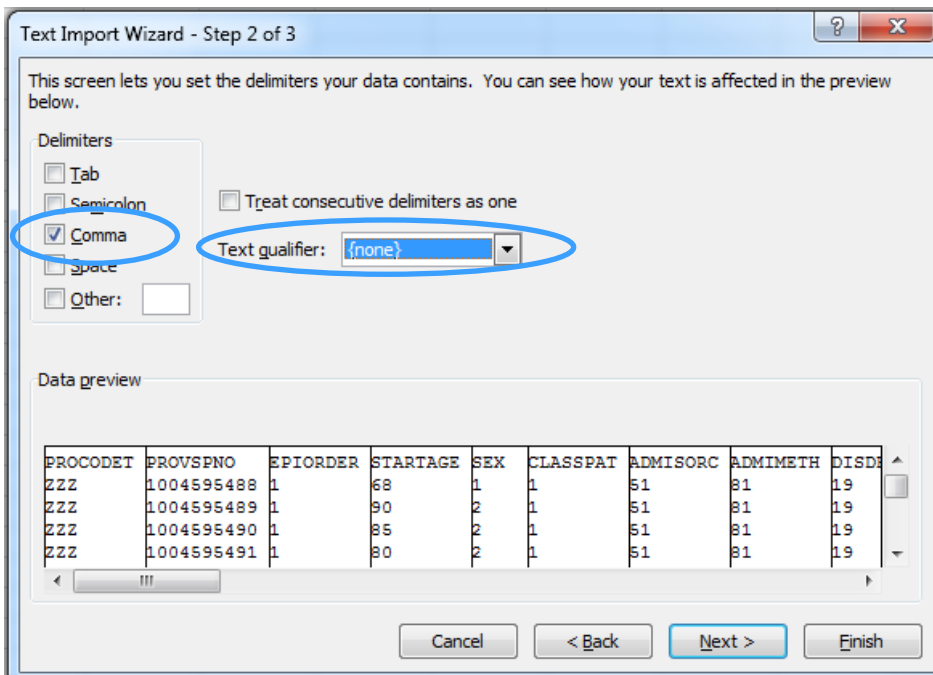 Text Import Wizard - Step 2 of 3
This screen lets you set the delimiters your data contains. You can see how your text is affected in the preview
below.
Delimiters
Tab
Semicolon
Treat consecutive delimiters as one
Comma
Text qualifier: {none}
Space
Other:
Data preview
PROCODET PROVSPNO EPIORDER STARTAGE SEX CLASSPAT ADMISORC ADMIMETH
ZZZ 1004595488 1 68 1 1 51 81 19
ZZZ 1004595489 1 90 2 1 51 81 19
ZZZ 1004595490 1 85 2 1 51 81 19
ZZZ 1004595491 1 80 2 1 51 81 19
Cancel < Back Next > Finish